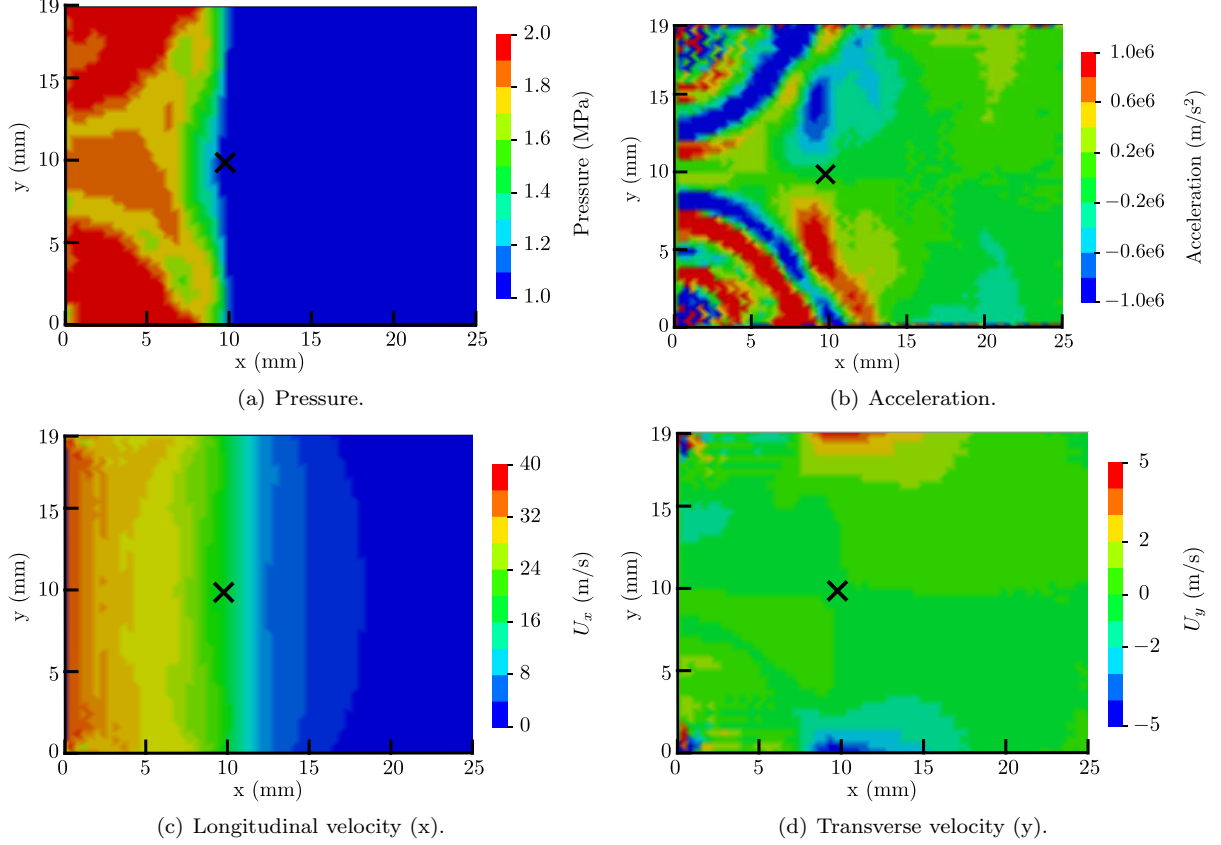 19
15
10
5
0
y (mm)
0 5 10 15 20 25
x (mm)
2.0
1.8
1.6
1.4
1.2
1.0
Pressure (MPa)
(a) Pressure.
19
15
10
5
0
y (mm)
0 5 10 15 20 25
x (mm)
1.0e6
0.6e6
0.2e6
−0.2e6
−0.6e6
−1.0e6
Acceleration (m/s²)
(b) Acceleration.
19
15
10
5
0
y (mm)
0 5 10 15 20 25
x (mm)
40
32
24
16
8
0
Uₓ (m/s)
(c) Longitudinal velocity (x).
19
15
10
5
0
y (mm)
0 5 10 15 20 25
x (mm)
5
2
0
−2
−5
U_y (m/s)
(d) Transverse velocity (y).